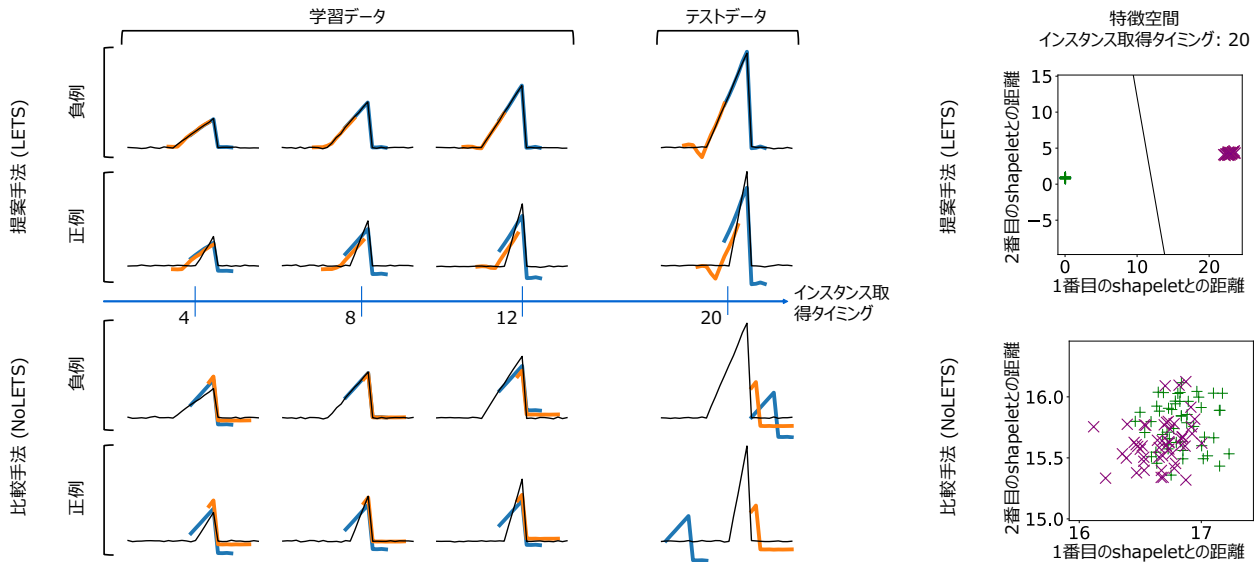 学習データ
テストデータ
特徴空間
インスタンス取得タイミング: 20
提案手法 (LETS)
負例
正例
4
8
12
20
インスタンス取
得タイミング
比較手法 (NoLETS)
負例
正例
提案手法 (LETS)
2番目のshapeletとの距離
15
10
5
0
−5
0
10
20
1番目のshapeletとの距離
比較手法 (NoLETS)
2番目のshapeletとの距離
16.0
15.5
15.0
16
17
1番目のshapeletとの距離